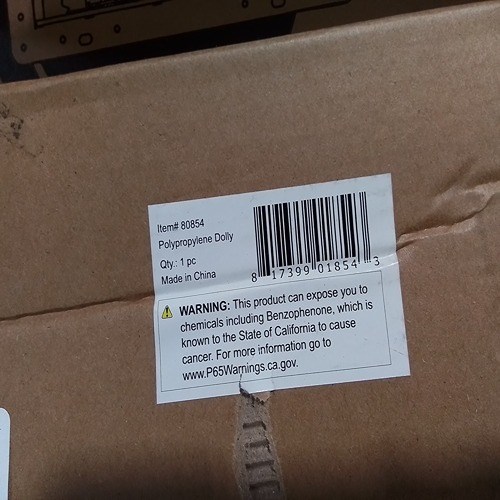 Item# 80854
Polypropylene Dolly
Qty.: 1 pc
Made in China
8 17399 01854 3
WARNING: This product can expose you to
chemicals including Benzophenone, which is
known to the State of California to cause
cancer. For more information go to
www.P65Warnings.ca.gov.